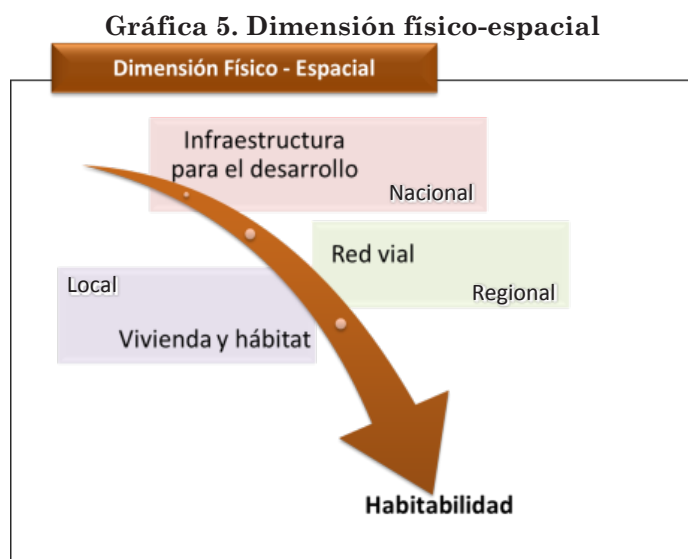 Gráfica 5. Dimensión físico-espacial
Dimensión Físico - Espacial
Infraestructura
para el desarrollo
Nacional
Red vial
Regional
Local
Vivienda y hábitat
Habitabilidad